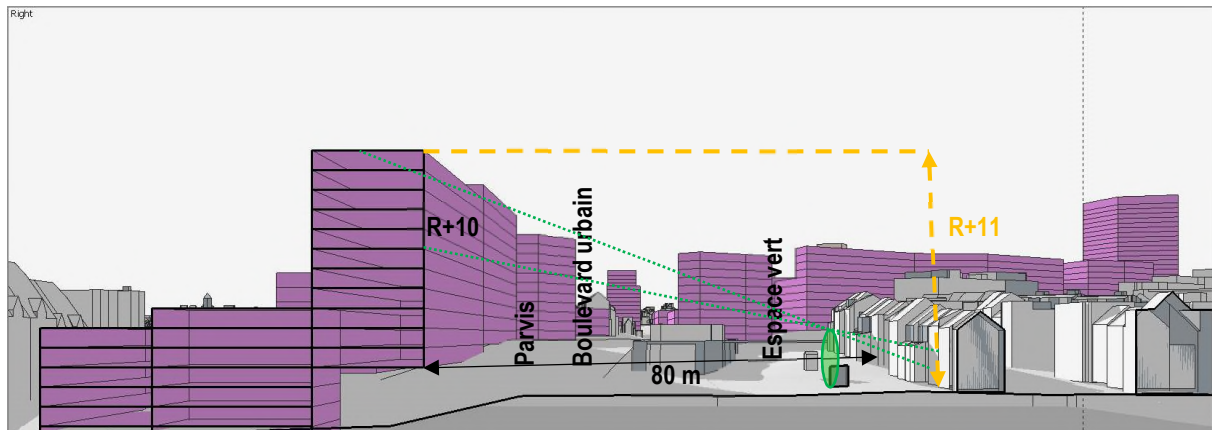 Right
R+10
R+11
Parvis
Boulevard urbain
Espace vert
80 m